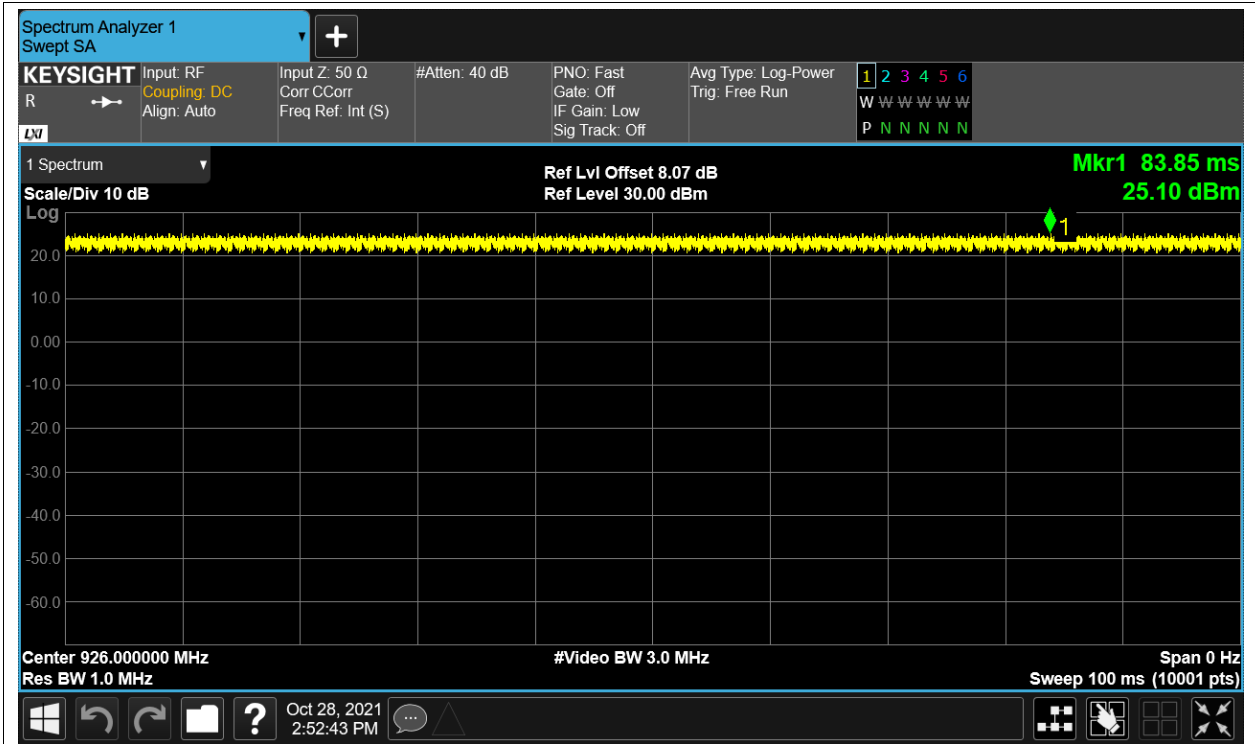 Spectrum Analyzer 1
Swept SA
KEYSIGHT
R
LXI
Input: RF
Coupling: DC
Align: Auto
Input Z: 50 Ω
Corr CCorr
Freq Ref: Int (S)
#Atten: 40 dB
PNO: Fast
Gate: Off
IF Gain: Low
Sig Track: Off
Avg Type: Log-Power
Trig: Free Run
1 2 3 4 5 6
W W W W W W
P N N N N N
1 Spectrum
Scale/Div 10 dB
Log
Ref Lvl Offset 8.07 dB
Ref Level 30.00 dBm
Mkr1 83.85 ms
25.10 dBm
1
20.0
10.0
0.00
-10.0
-20.0
-30.0
-40.0
-50.0
-60.0
Center 926.000000 MHz
Res BW 1.0 MHz
#Video BW 3.0 MHz
Span 0 Hz
Sweep 100 ms (10001 pts)
?
Oct 28, 2021
2:52:43 PM